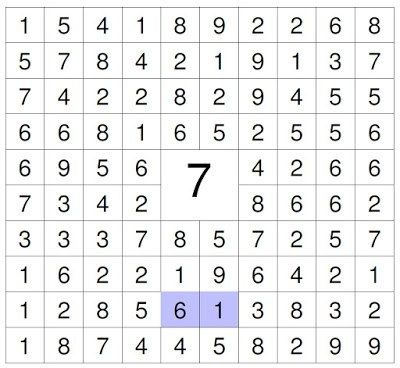 1 5 4 1 8 9 2 2 6 8
5 7 8 4 2 1 9 1 3 7
7 4 2 2 8 2 9 4 5 5
6 6 8 1 6 5 2 5 5 6
6 9 5 6 4 2 6 6
7
7 3 4 2 8 6 6 2
3 3 3 7 8 5 7 2 5 7
1 6 2 2 1 9 6 4 2 1
1 2 8 5 6 1 3 8 3 2
1 8 7 4 4 5 8 2 9 9